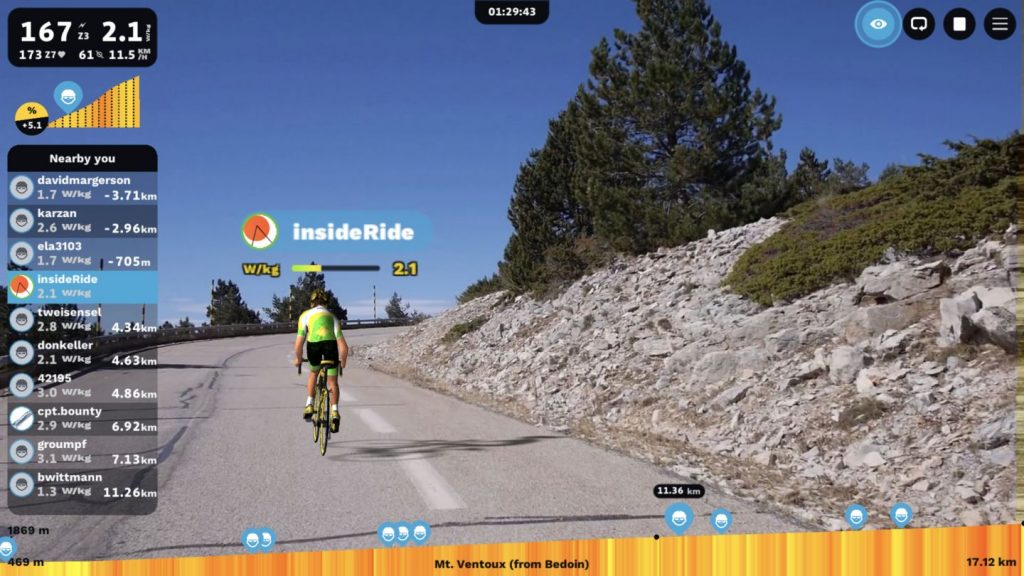 167 Z3 2.1 W/KG
173 Z7 61 11.5 KM/H
01:29:43
%
+5.1
Nearby you
davidmargerson
1.7 W/kg -3.71km
karzan
2.6 W/kg -2.96km
ela3103
1.7 W/kg -705m
insideRide
2.1 W/kg
tweisensel
2.8 W/kg 4.34km
donkeller
2.1 W/kg 4.63km
42195
3.0 W/kg 4.86km
cpt.bounty
2.9 W/kg 6.92km
groumpf
3.1 W/kg 7.13km
bwittmann
1.3 W/kg 11.26km
insideRide
W/kg 2.1
11.36 km
1869 m
469 m
Mt. Ventoux (from Bedoin)
17.12 km